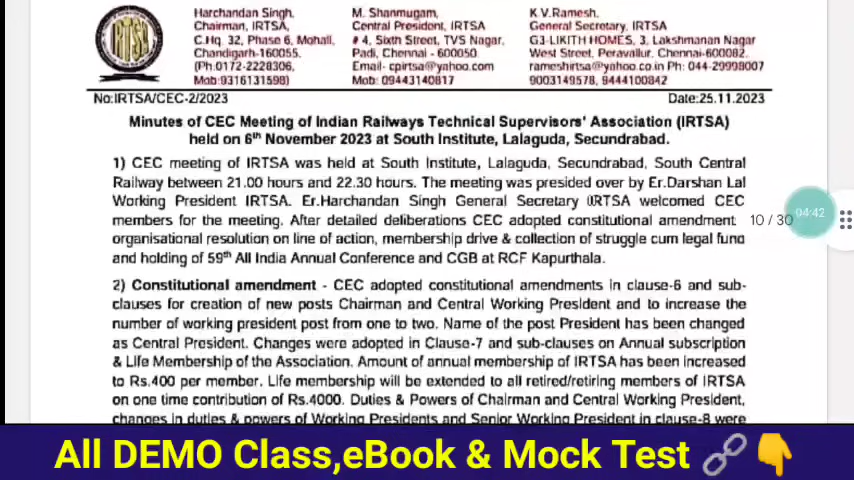 IRTSA
Harchandan Singh,
Chairman, IRTSA,
C.Hq. 32, Phase 6, Mohali,
Chandigarh-160055.
(Ph:0172-2228306,
Mob:9316131598)
M. Shanmugam,
Central President, IRTSA
# 4, Sixth Street, TVS Nagar,
Padi, Chennai - 600050
Email- cpirtsa@yahoo.com
Mob: 09443140817
K.V.Ramesh,
General Secretary, IRTSA
G3-LIKITH HOMES, 3, Lakshmanan Nagar
West Street, Peravallur, Chennai-600082.
rameshirtsa@yahoo.co.in Ph: 044-29998007
9003149578, 9444100842
No:IRTSA/CEC-2/2023
Date:25.11.2023
Minutes of CEC Meeting of Indian Railways Technical Supervisors' Association (IRTSA)
held on 6th November 2023 at South Institute, Lalaguda, Secundrabad.
1) CEC meeting of IRTSA was held at South Institute, Lalaguda, Secundrabad, South Central
Railway between 21.00 hours and 22.30 hours. The meeting was presided over by Er.Darshan Lal
Working President IRTSA. Er.Harchandan Singh General Secretary IRTSA welcomed CEC
members for the meeting. After detailed deliberations CEC adopted constitutional amendment
organisational resolution on line of action, membership drive & collection of struggle cum legal fund
and holding of 59th All India Annual Conference and CGB at RCF Kapurthala.
10 / 30
04:42
2) Constitutional amendment - CEC adopted constitutional amendments in clause-6 and sub-
clauses for creation of new posts Chairman and Central Working President and to increase the
number of working president post from one to two. Name of the post President has been changed
as Central President. Changes were adopted in Clause-7 and sub-clauses on Annual subscription
& Life Membership of the Association. Amount of annual membership of IRTSA has been increased
to Rs.400 per member. Life membership will be extended to all retired/retiring members of IRTSA
on one time contribution of Rs.4000. Duties & Powers of Chairman and Central Working President,
changes in duties & powers of Working Presidents and Senior Working President in clause-8 were
All DEMO Class,eBook & Mock Test 🔗👇